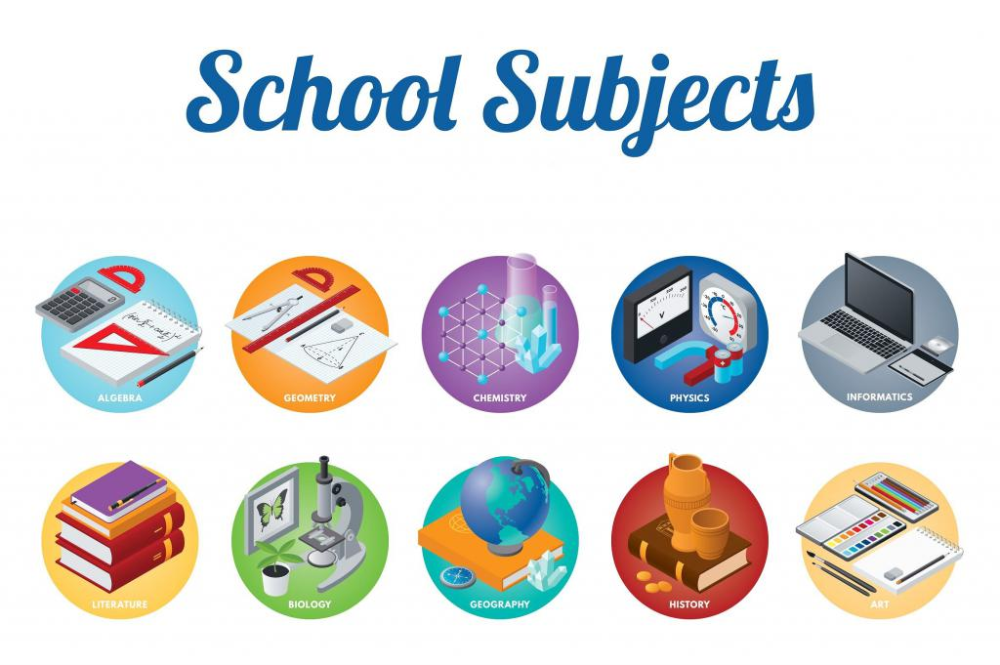 School Subjects
ALGEBRA
GEOMETRY
CHEMISTRY
PHYSICS
INFORMATICS
LITERATURE
BIOLOGY
GEOGRAPHY
HISTORY
ART